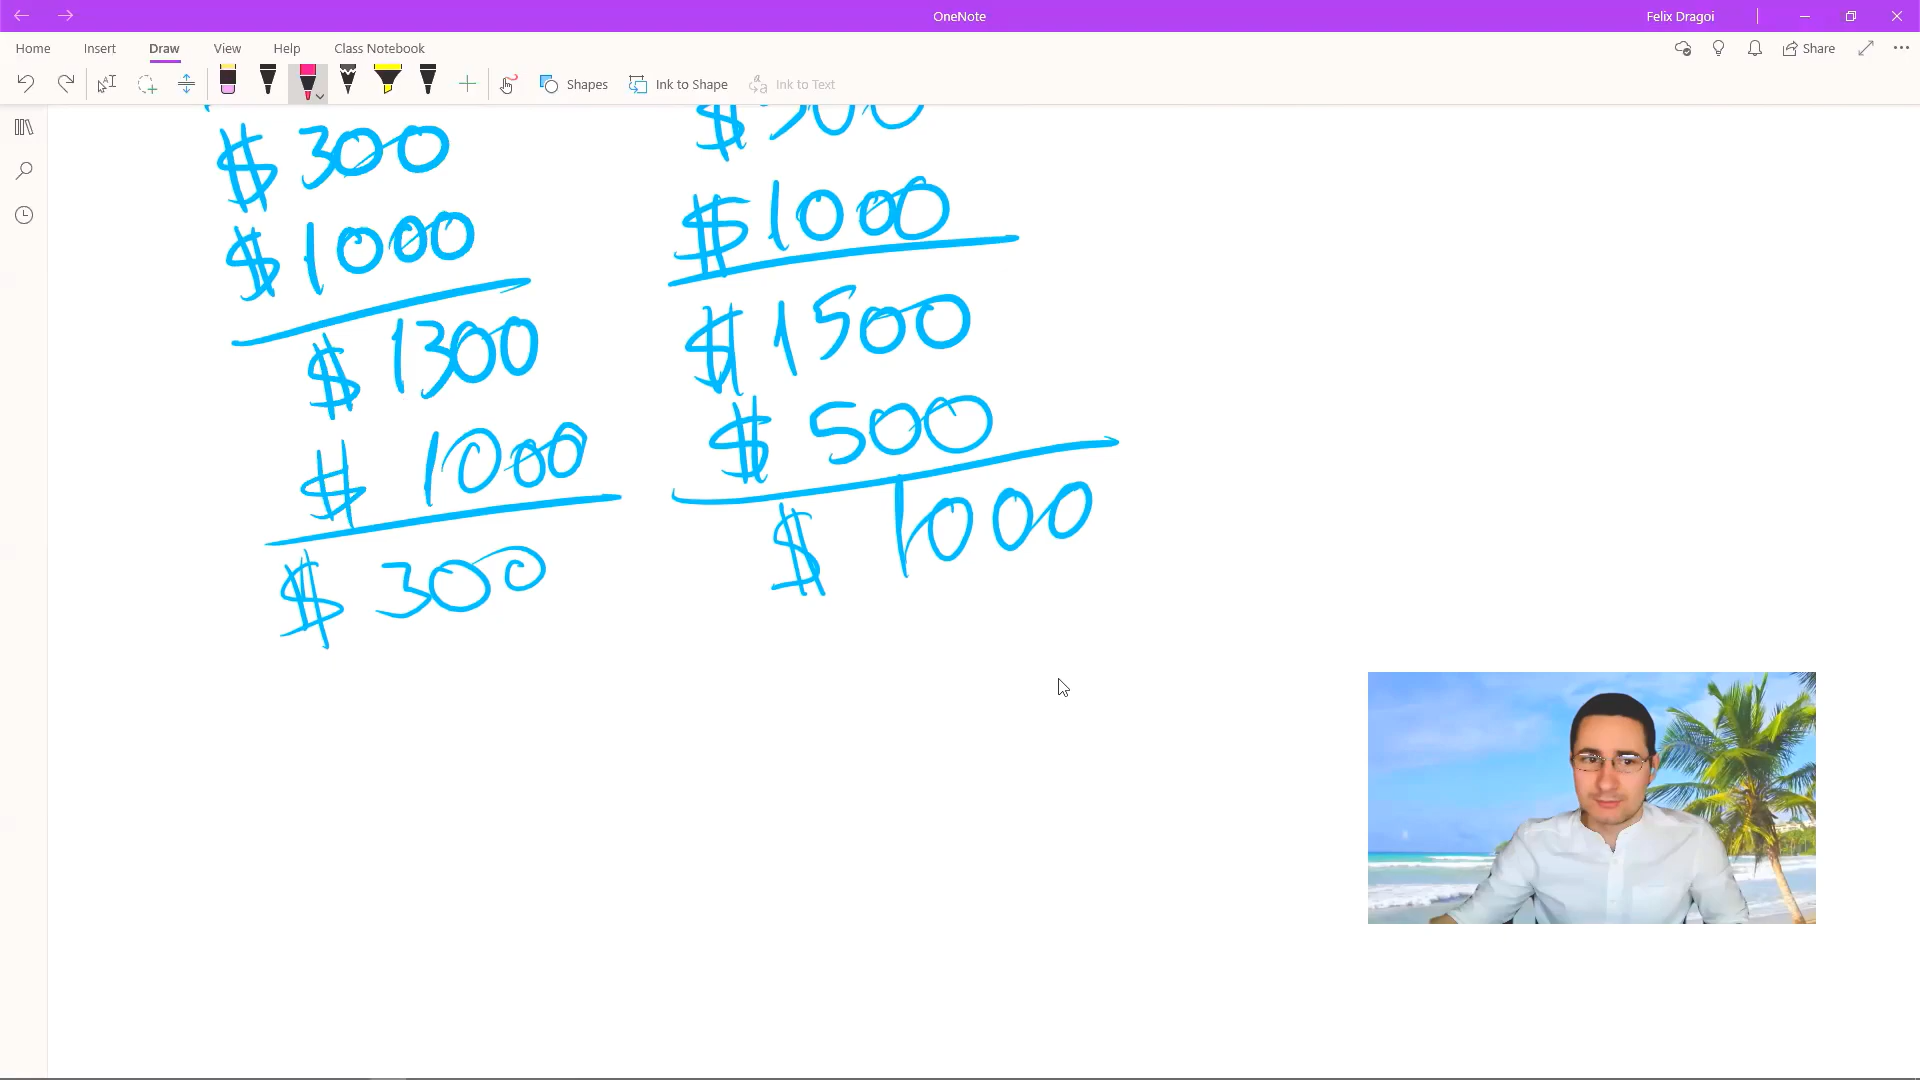 OneNote
Felix Dragoi
Home Insert Draw View Help Class Notebook
Share
Shapes
Ink to Shape
Ink to Text
$ 300
$ 1000
$ 1300
$ 1000
$ 300
$ 500
$ 1000
$ 1500
$ 500
$ 1000